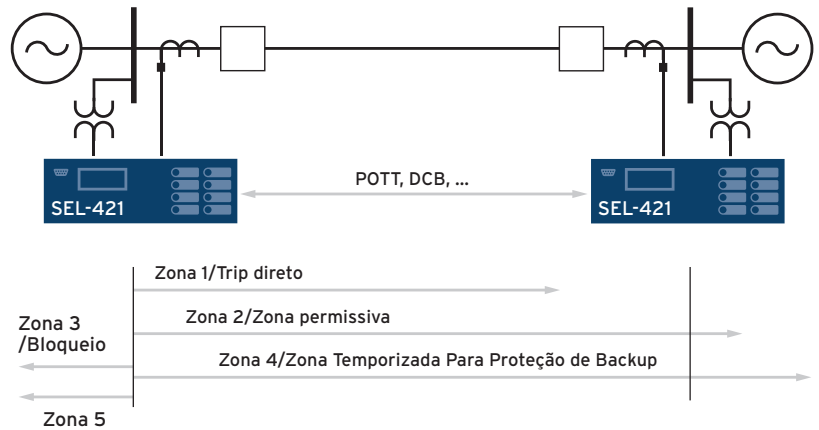 POTT, DCB, ...
SEL-421
SEL-421
Zona 1/Trip direto
Zona 2/Zona permissiva
Zona 3
/Bloqueio
Zona 4/Zona Temporizada Para Proteção de Backup
Zona 5